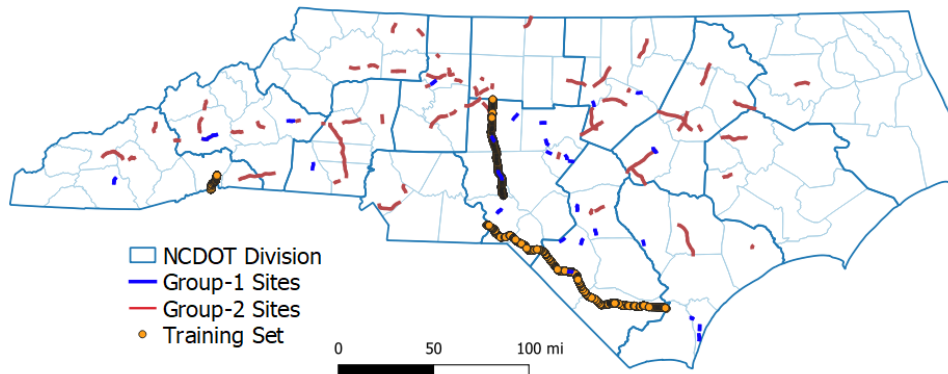 NCDOT Division
Group-1 Sites
Group-2 Sites
Training Set
0 50 100 mi